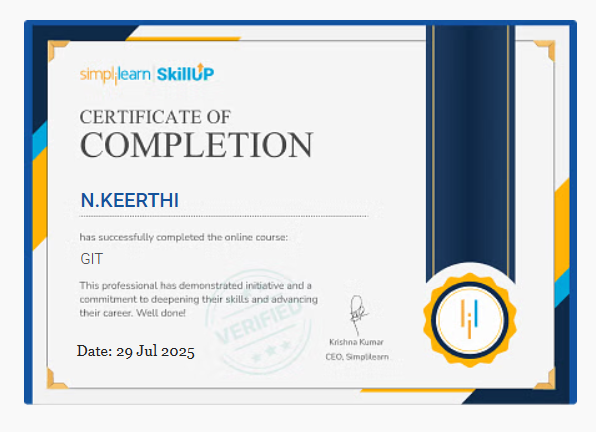 simplilearn | SkillUP
CERTIFICATE OF
COMPLETION
N.KEERTHI
has successfully completed the online course:
GIT
This professional has demonstrated initiative and a
commitment to deepening their skills and advancing
their career. Well done!
VERIFIED
Date: 29 Jul 2025
Krishna Kumar
CEO, Simplilearn